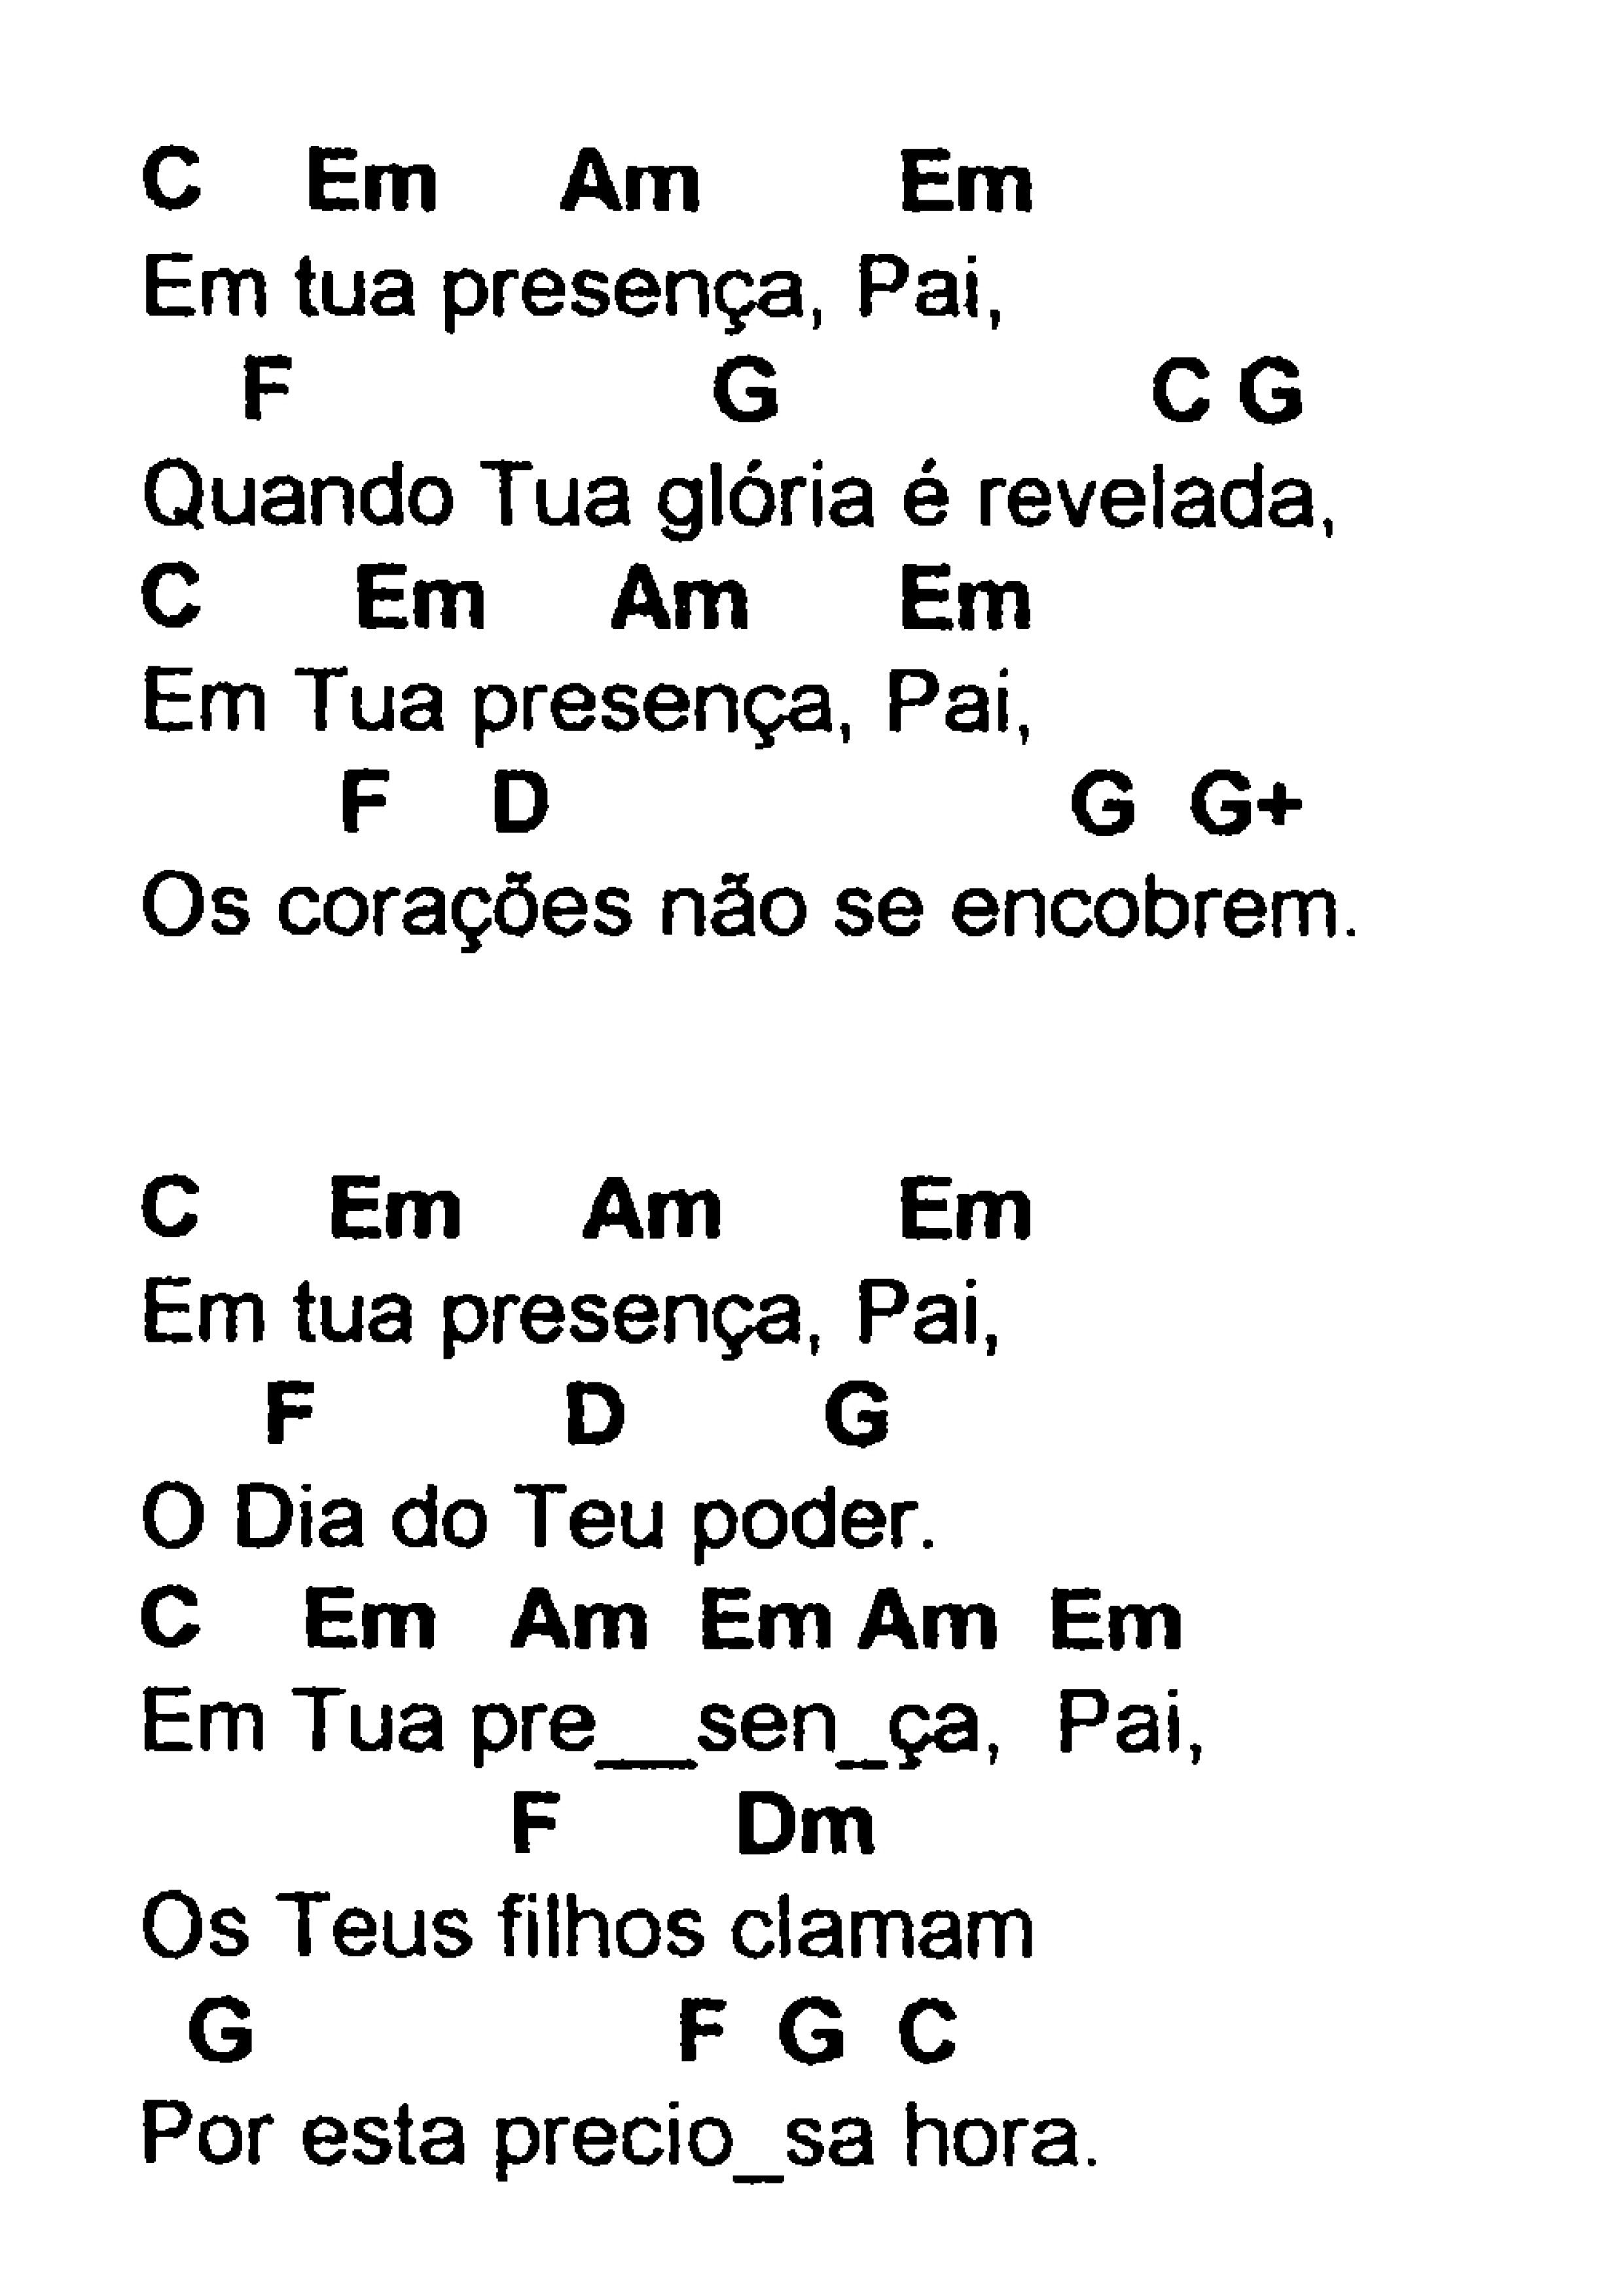 C Em Am Em
Em tua presença, Pai,
F G C G
Quando Tua glória é revelada,
C Em Am Em
Em Tua presença, Pai,
F D G G+
Os corações não se encobrem.
C Em Am Em
Em tua presença, Pai,
F D G
O Dia do Teu poder.
C Em Am Em Am Em
Em Tua pre__sen_ça, Pai,
F Dm
Os Teus filhos clamam
G F G C
Por esta precio_sa hora.